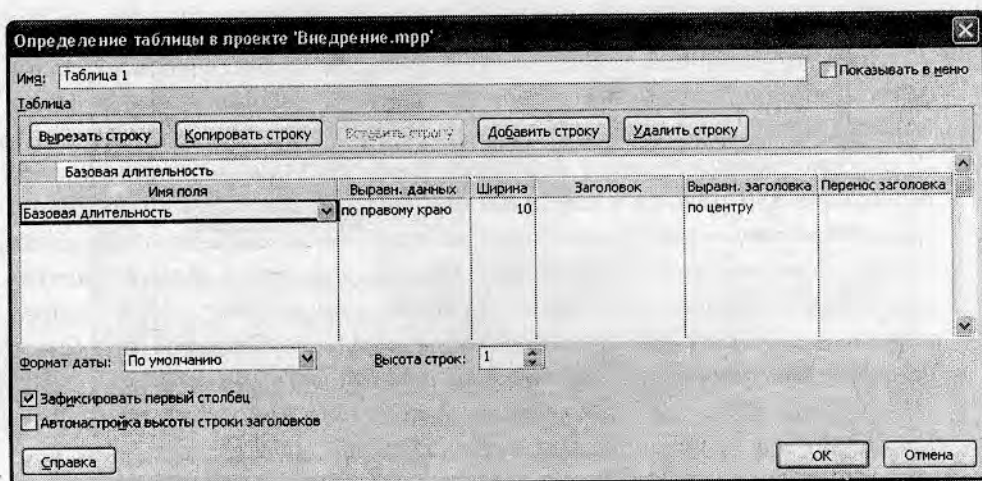 Определение таблицы в проекте 'Внедрение.mpp'
Имя: Таблица 1 Показывать в меню
Таблица
Вырезать строку Копировать строку Вставить строку Добавить строку Удалить строку
Базовая длительность
Имя поля Выравн. данных Ширина Заголовок Выравн. заголовка Перенос заголовка
Базовая длительность по правому краю 10 по центру
Формат даты: По умолчанию Высота строк: 1
Зафиксировать первый столбец
Автонастройка высоты строки заголовков
Справка ОК Отмена